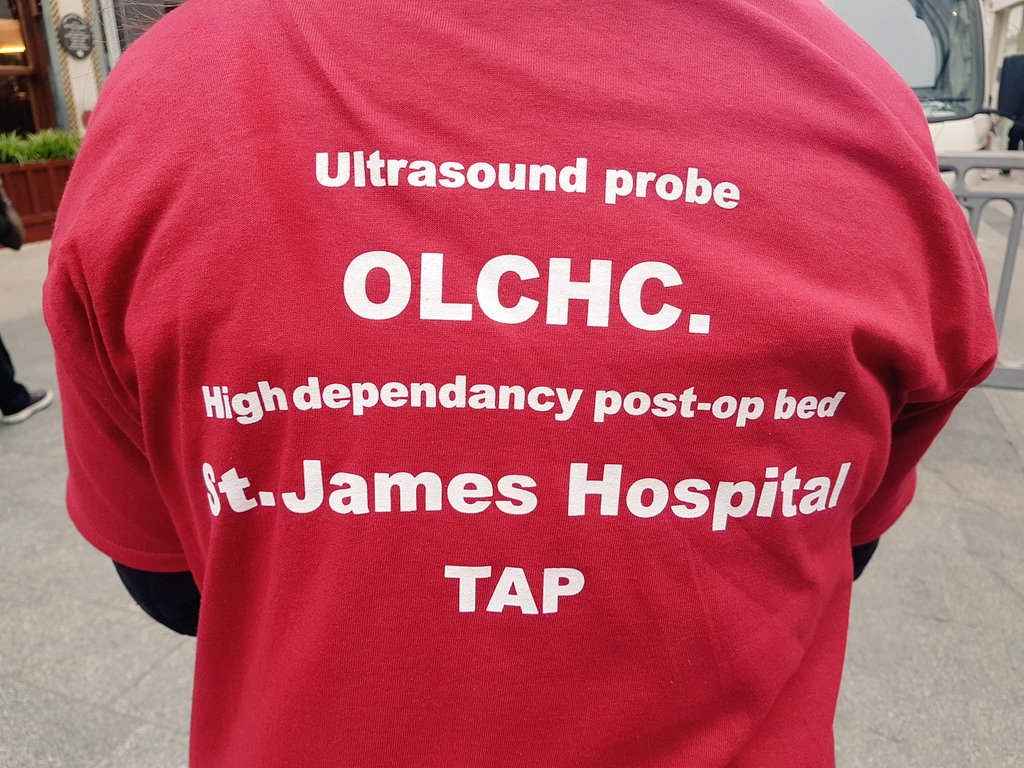 Ultrasound probe
OLCHC.
High dependancy post-op bed
St. James Hospital
TAP